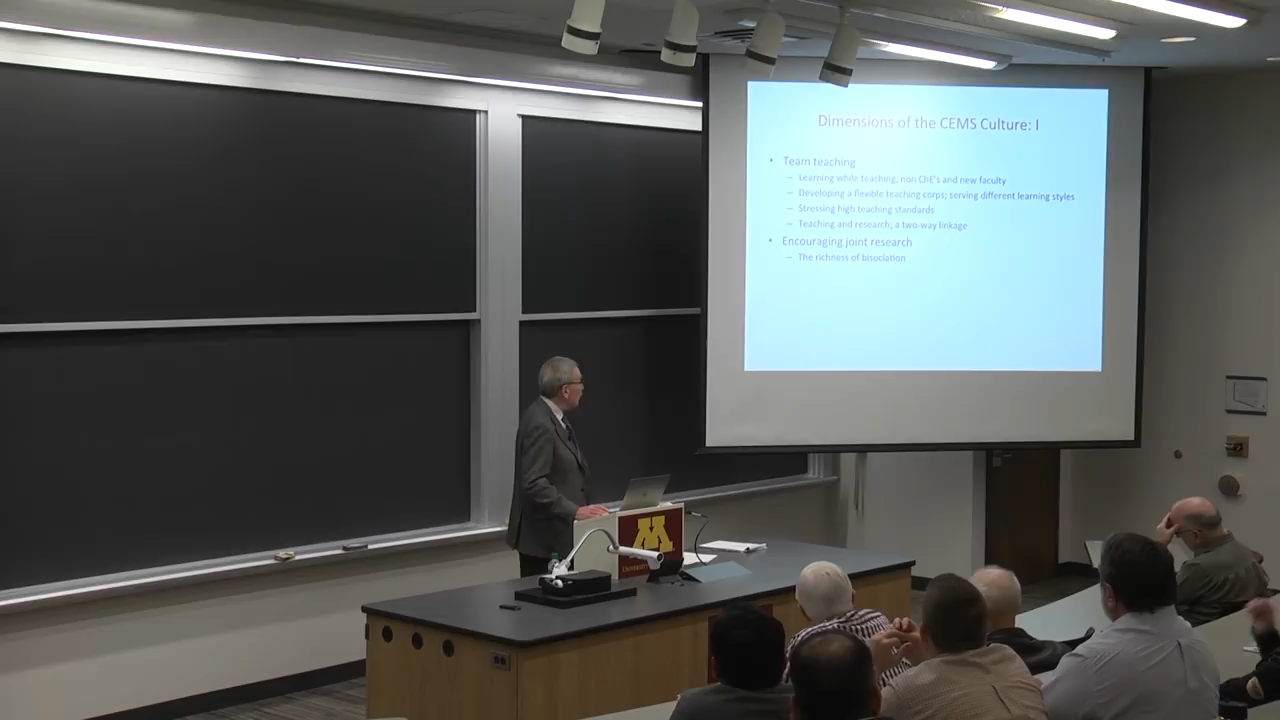 Dimensions of the CEMS Culture: I
• Team teaching
– Learning while teaching; non ChE's and new faculty
– Developing a flexible teaching corps; serving different learning styles
– Stressing high teaching standards
– Teaching and research; a two-way linkage
• Encouraging joint research
– The richness of bisociation
M
University